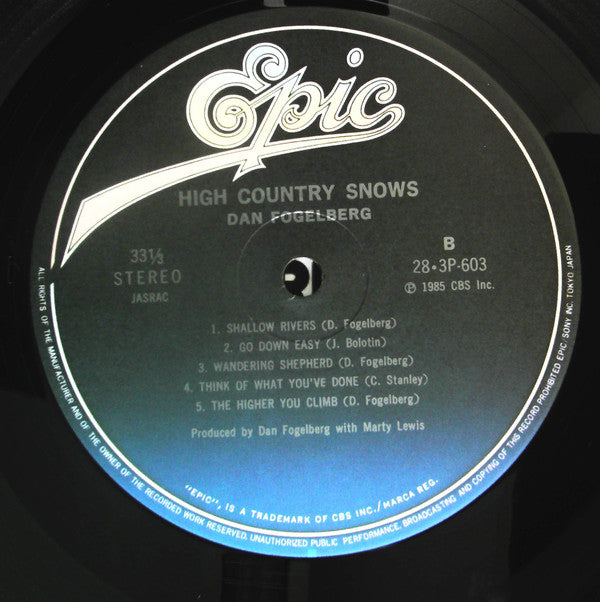 Epic
HIGH COUNTRY SNOWS
DAN FOGELBERG
33⅓
STEREO
JASRAC
B
28•3P-603
Ⓟ 1985 CBS Inc.
1. SHALLOW RIVERS (D. Fogelberg)
2. GO DOWN EASY (J. Bolotin)
3. WANDERING SHEPHERD (D. Fogelberg)
4. THINK OF WHAT YOU'VE DONE (C. Stanley)
5. THE HIGHER YOU CLIMB (D. Fogelberg)
Produced by Dan Fogelberg with Marty Lewis
"EPIC", IS A TRADEMARK OF CBS INC./MARCA REG.
ALL RIGHTS OF THE MANUFACTURER AND OF THE OWNER OF THE RECORDED WORK RESERVED. UNAUTHORIZED PUBLIC PERFORMANCE, BROADCASTING AND COPYING OF THIS RECORD PROHIBITED EPIC/SONY INC. TOKYO JAPAN